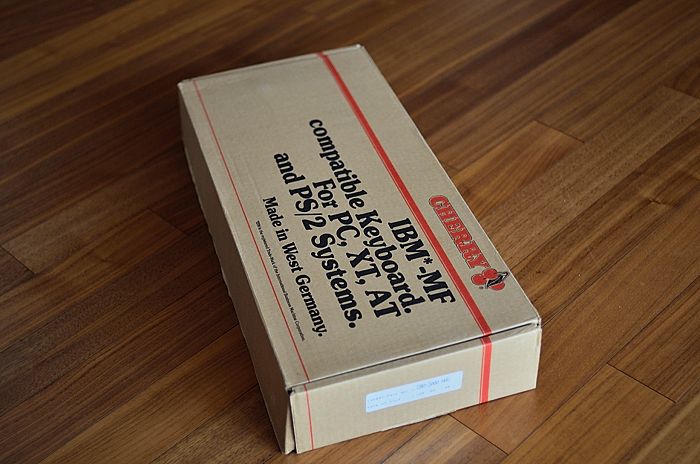 CHERRY
IBM*-MF
compatible Keyboard.
For PC, XT, AT
and PS/2 Systems.
Made in West Germany.